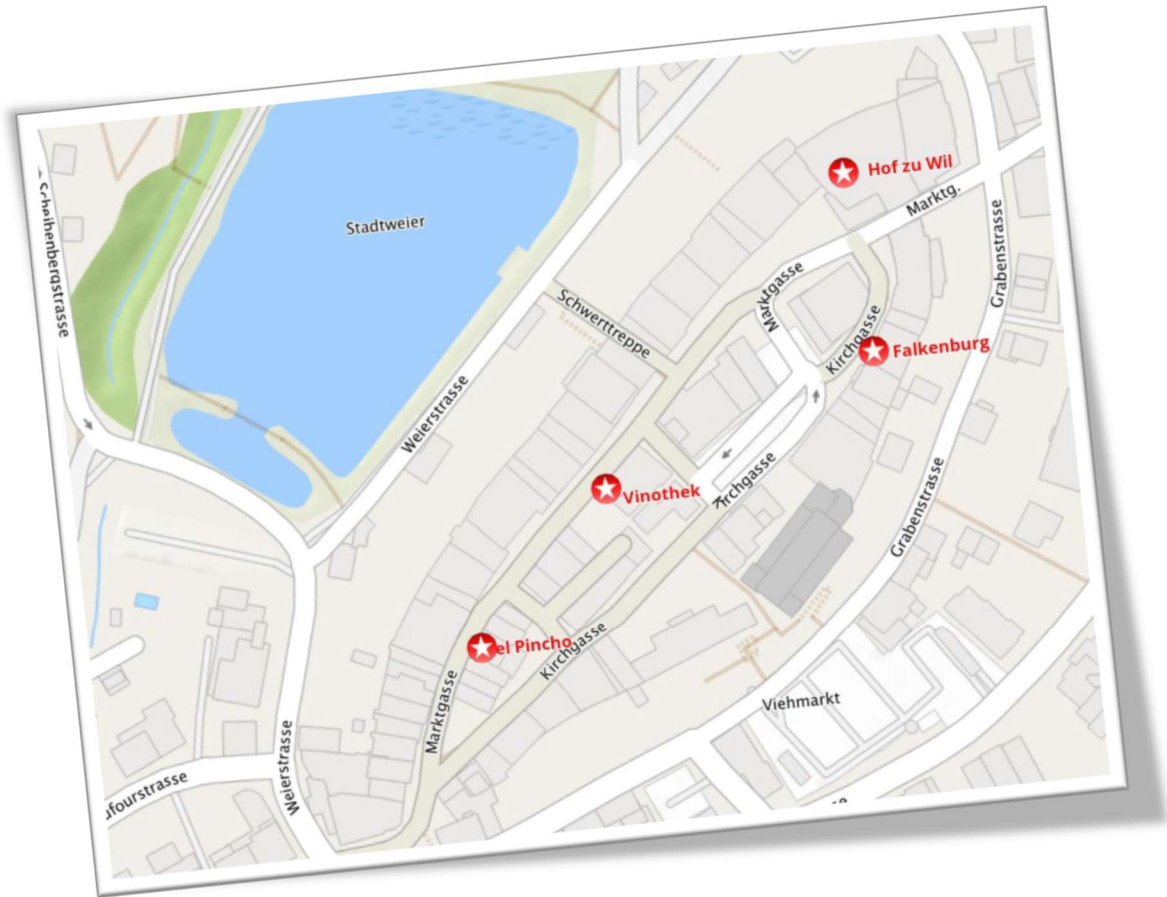 Hof zu Wil
Marktg.
Scheibenbergstrasse
Stadtweier
Grabenstrasse
Marktgasse
Schwerttreppe
Kirchgasse
Falkenburg
Weierstrasse
Grabenstrasse
Kirchgasse
Vinothek
el Pincho
Kirchgasse
Marktgasse
Viehmarkt
Weierstrasse
ufourstrasse